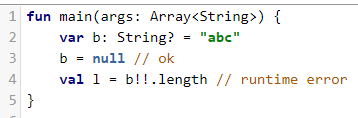 1 fun main(args: Array<String>) {
2     var b: String? = "abc"
3     b = null // ok
4     val l = b!!.length // runtime error
5 }